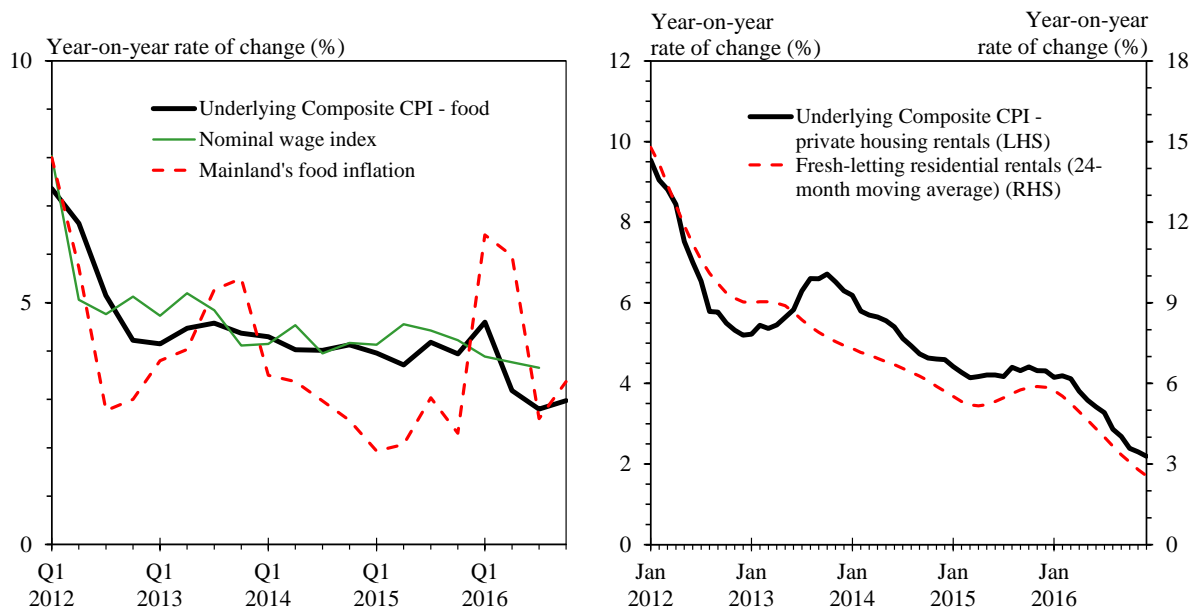 Year-on-year rate of change (%)
10
5
0
Underlying Composite CPI - food
Nominal wage index
Mainland's food inflation
Q1
2012
Q1
2013
Q1
2014
Q1
2015
Q1
2016
Year-on-year
rate of change (%)
Year-on-year
rate of change (%)
12
10
8
6
4
2
0
18
15
12
9
6
3
0
Underlying Composite CPI -
private housing rentals (LHS)
Fresh-letting residential rentals (24-
month moving average) (RHS)
Jan
2012
Jan
2013
Jan
2014
Jan
2015
Jan
2016